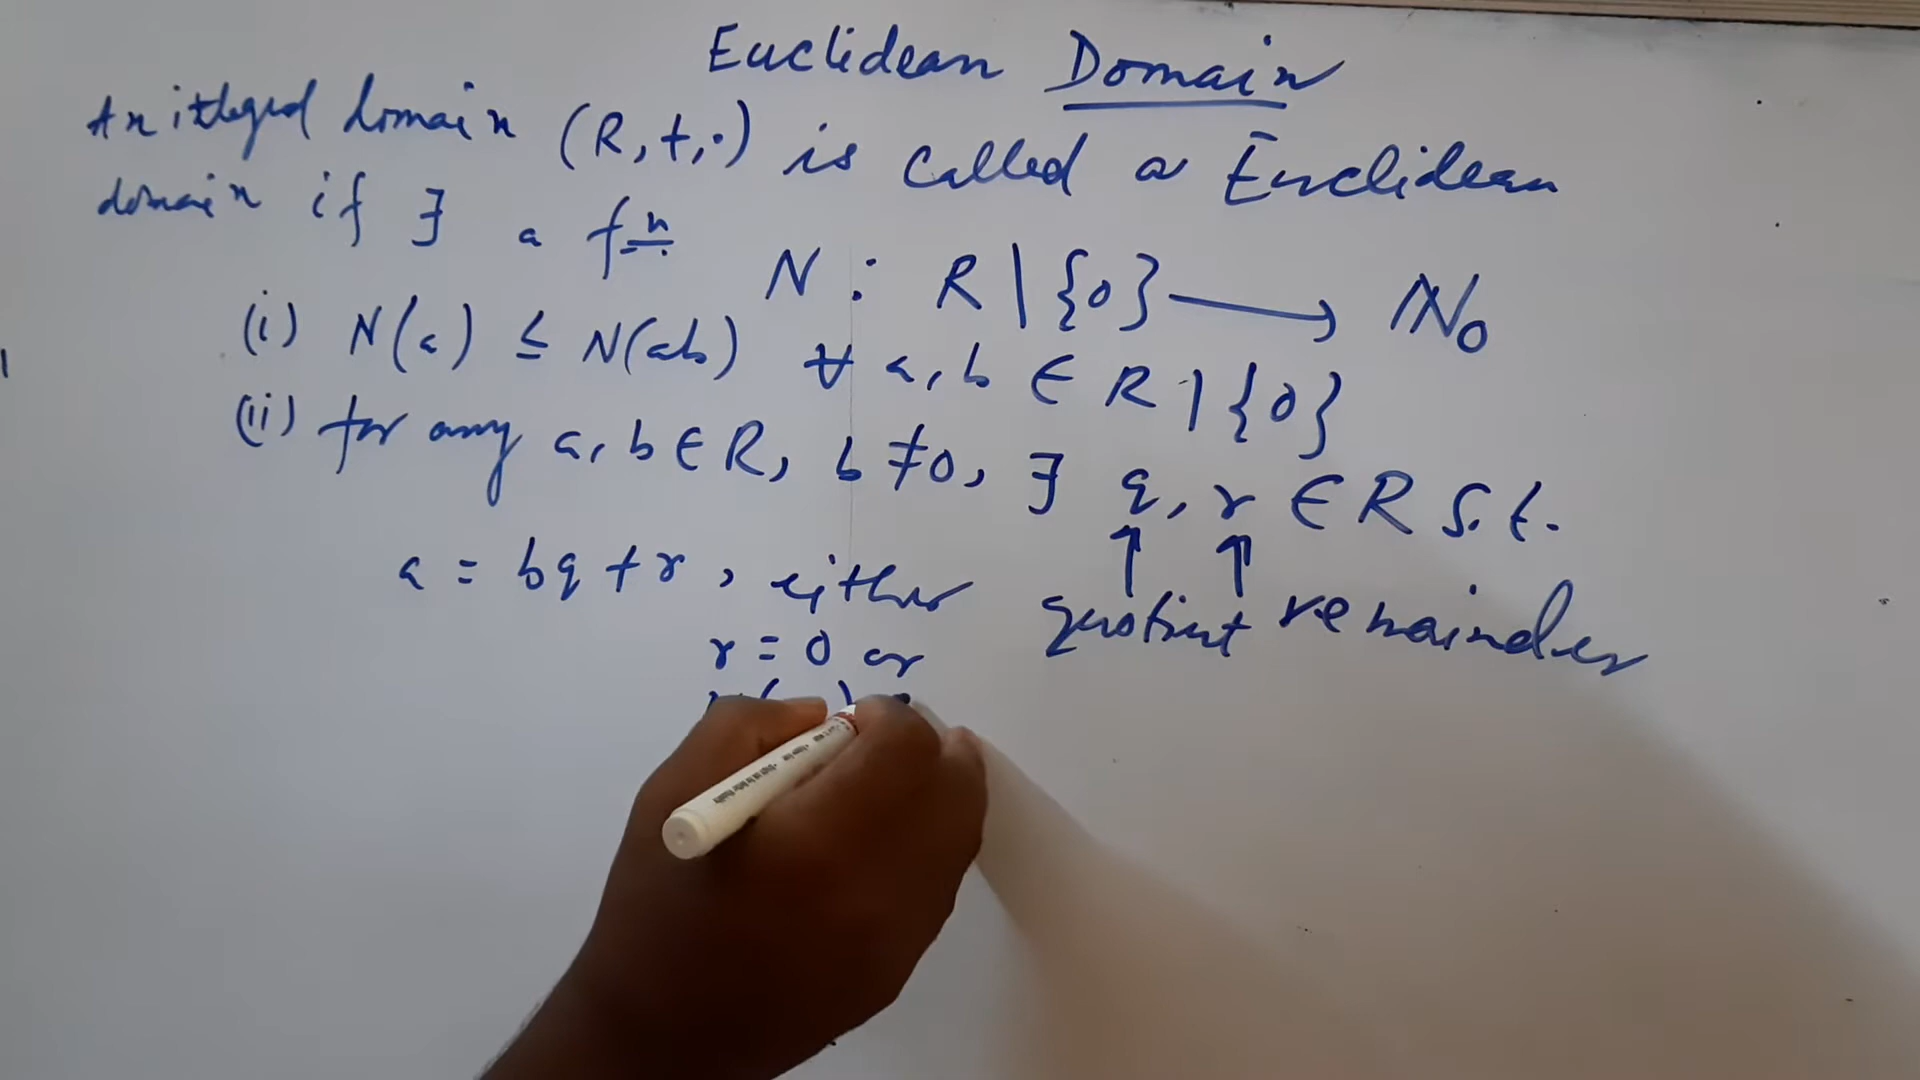 Euclidean Domain
An integral domain (R, +, ·) is called a Euclidean
domain if ∃ a fn
N : R \ {0} → ℕ₀
(i) N(a) ≤ N(ab) ∀ a, b ∈ R \ {0}
(ii) for any a, b ∈ R, b ≠ 0, ∃ q, r ∈ R s.t.
↑ ↑
a = bq + r, either
quotient remainder
r = 0 or